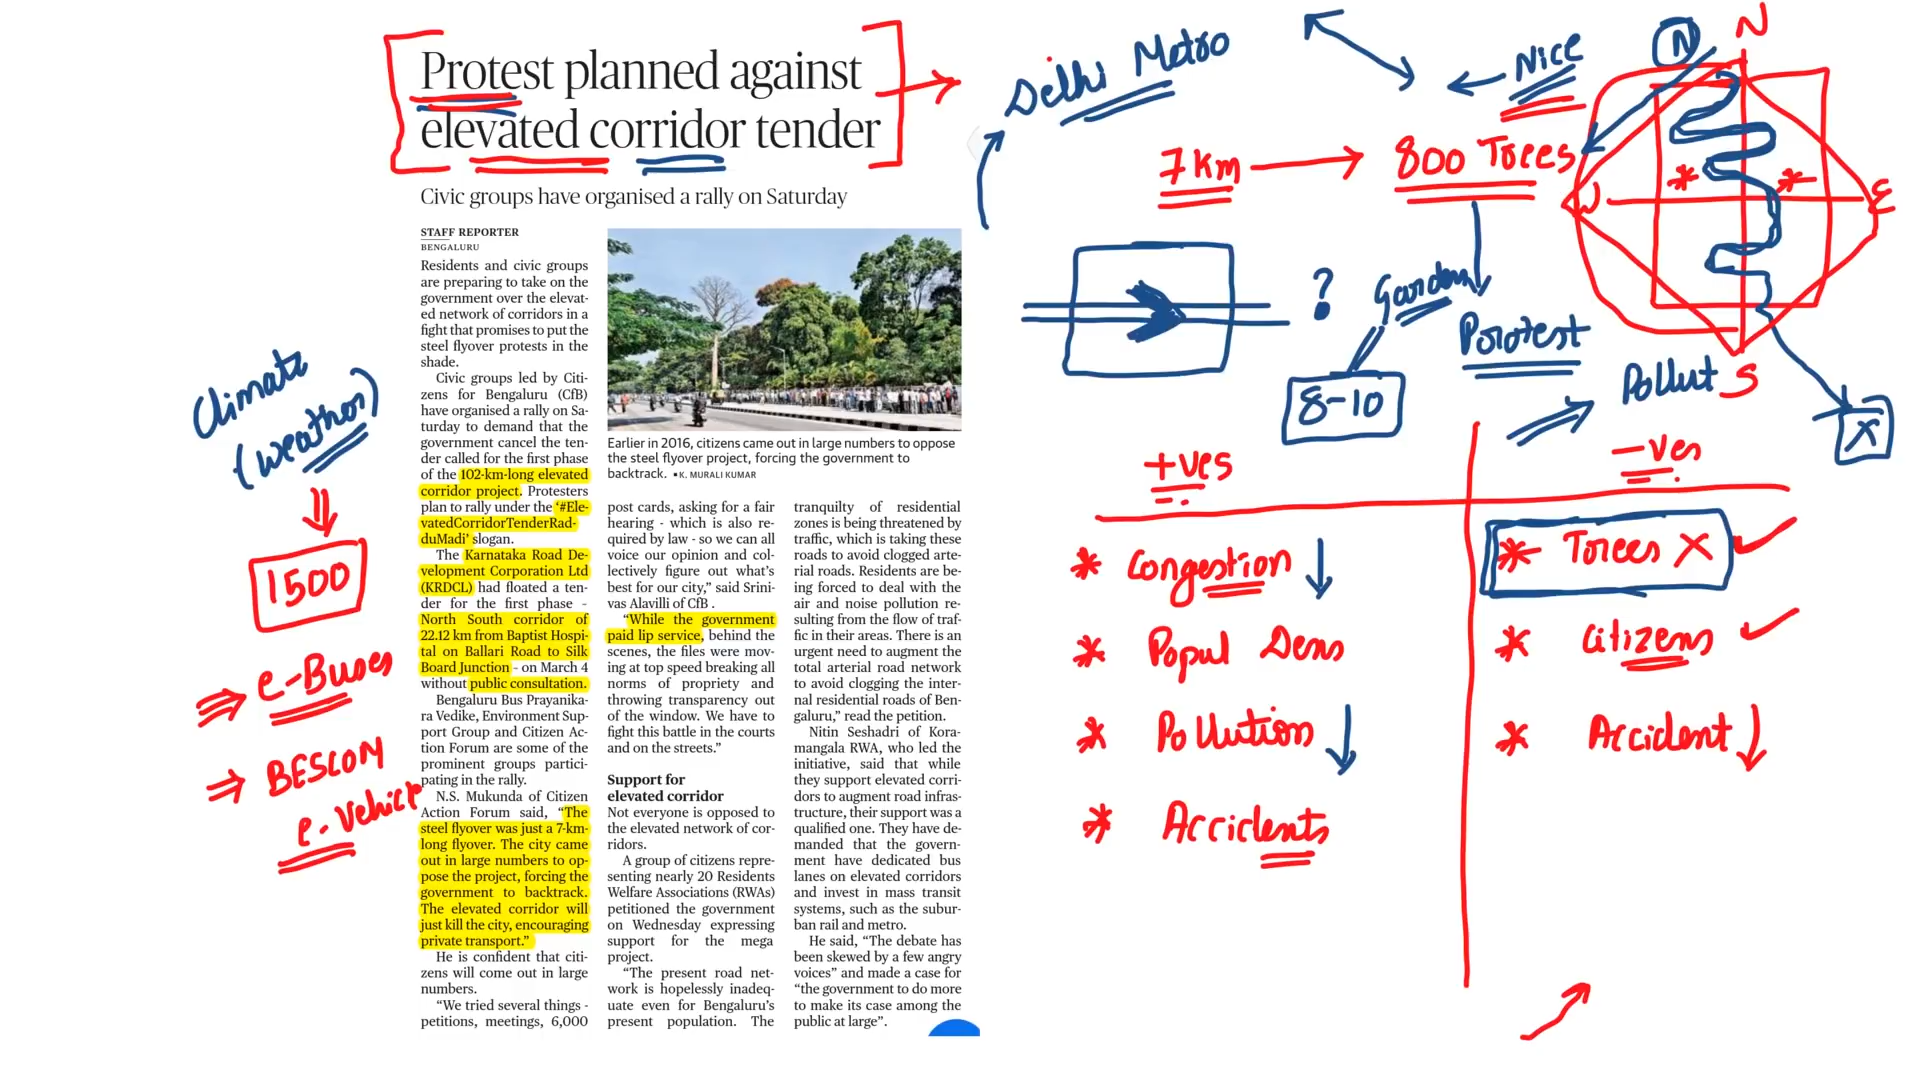 Protest planned against
elevated corridor tender
Civic groups have organised a rally on Saturday
STAFF REPORTER
BENGALURU
Residents and civic groups
are preparing to take on the
government over the elevat-
ed network of corridors in a
fight that promises to put the
steel flyover protests in the
shade.
Civic groups led by Citi-
zens for Bengaluru (CfB)
have organised a rally on Sa-
turday to demand that the
government cancel the ten-
der called for the first phase
of the 102-km-long elevated
corridor project. Protesters
plan to rally under the ‘#Ele-
vatedCorridorTenderRad-
duMadi’ slogan.
The Karnataka Road De-
velopment Corporation Ltd
(KRDCL) had floated a ten-
der for the first phase -
North South corridor of
22.12 km from Baptist Hospi-
tal on Ballari Road to Silk
Board Junction - on March 4
without public consultation.
Bengaluru Bus Prayanika-
ra Vedike, Environment Sup-
port Group and Citizen Ac-
tion Forum are some of the
prominent groups partici-
pating in the rally.
N.S. Mukunda of Citizen
Action Forum said, “The
steel flyover was just a 7-km-
long flyover. The city came
out in large numbers to op-
pose the project, forcing the
government to backtrack.
The elevated corridor will
just kill the city, encouraging
private transport.”
He is confident that citi-
zens will come out in large
numbers.
“We tried several things -
petitions, meetings, 6,000
Earlier in 2016, citizens came out in large numbers to oppose
the steel flyover project, forcing the government to
backtrack. •K. MURALI KUMAR
post cards, asking for a fair
hearing - which is also re-
quired by law - so we can all
voice our opinion and col-
lectively figure out what’s
best for our city,” said Srini-
vas Alavilli of CfB .
“While the government
paid lip service, behind the
scenes, the files were mov-
ing at top speed breaking all
norms of propriety and
throwing transparency out
of the window. We have to
fight this battle in the courts
and on the streets.”
Support for
elevated corridor
Not everyone is opposed to
the elevated network of cor-
ridors.
A group of citizens repre-
senting nearly 20 Residents
Welfare Associations (RWAs)
petitioned the government
on Wednesday expressing
support for the mega
project.
“The present road net-
work is hopelessly inadeq-
uate even for Bengaluru’s
present population. The
tranquility of residential
zones is being threatened by
traffic, which is taking these
roads to avoid clogged arte-
rial roads. Residents are be-
ing forced to deal with the
air and noise pollution re-
sulting from the flow of traf-
fic in their areas. There is an
urgent need to augment the
total arterial road network
to avoid clogging the inter-
nal residential roads of Ben-
galuru,” read the petition.
Nitin Seshadri of Kora-
mangala RWA, who led the
initiative, said that while
they support elevated corri-
dors to augment road infras-
tructure, their support was a
qualified one. They have de-
manded that the govern-
ment have dedicated bus
lanes on elevated corridors
and invest in mass transit
systems, such as the subur-
ban rail and metro.
He said, “The debate has
been skewed by a few angry
voices” and made a case for
“the government to do more
to make its case among the
public at large”.
Climate
(weather)
1500
e-Buses
BESCOM
e-vehicle
Delhi Metro
Nice
N
N
7km
800 Trees
W
E
S
?
Garden
8-10
Protest
Pollut
X
+ves
-ves
* Congestion
* Popul Dens
* Pollution
* Accidents
* Trees X
* Citizens
* Accident